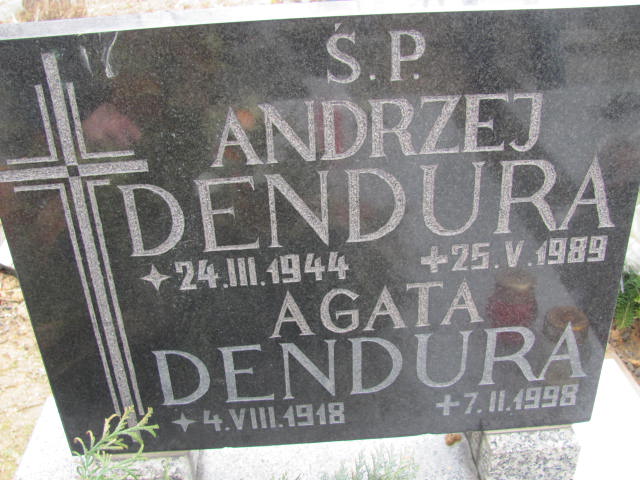 Ś.P.
ANDRZEJ
DENDURA
✦ 24.III.1944 + 25.V.1989
AGATA
DENDURA
✦ 4.VIII.1918 + 7.II.1998